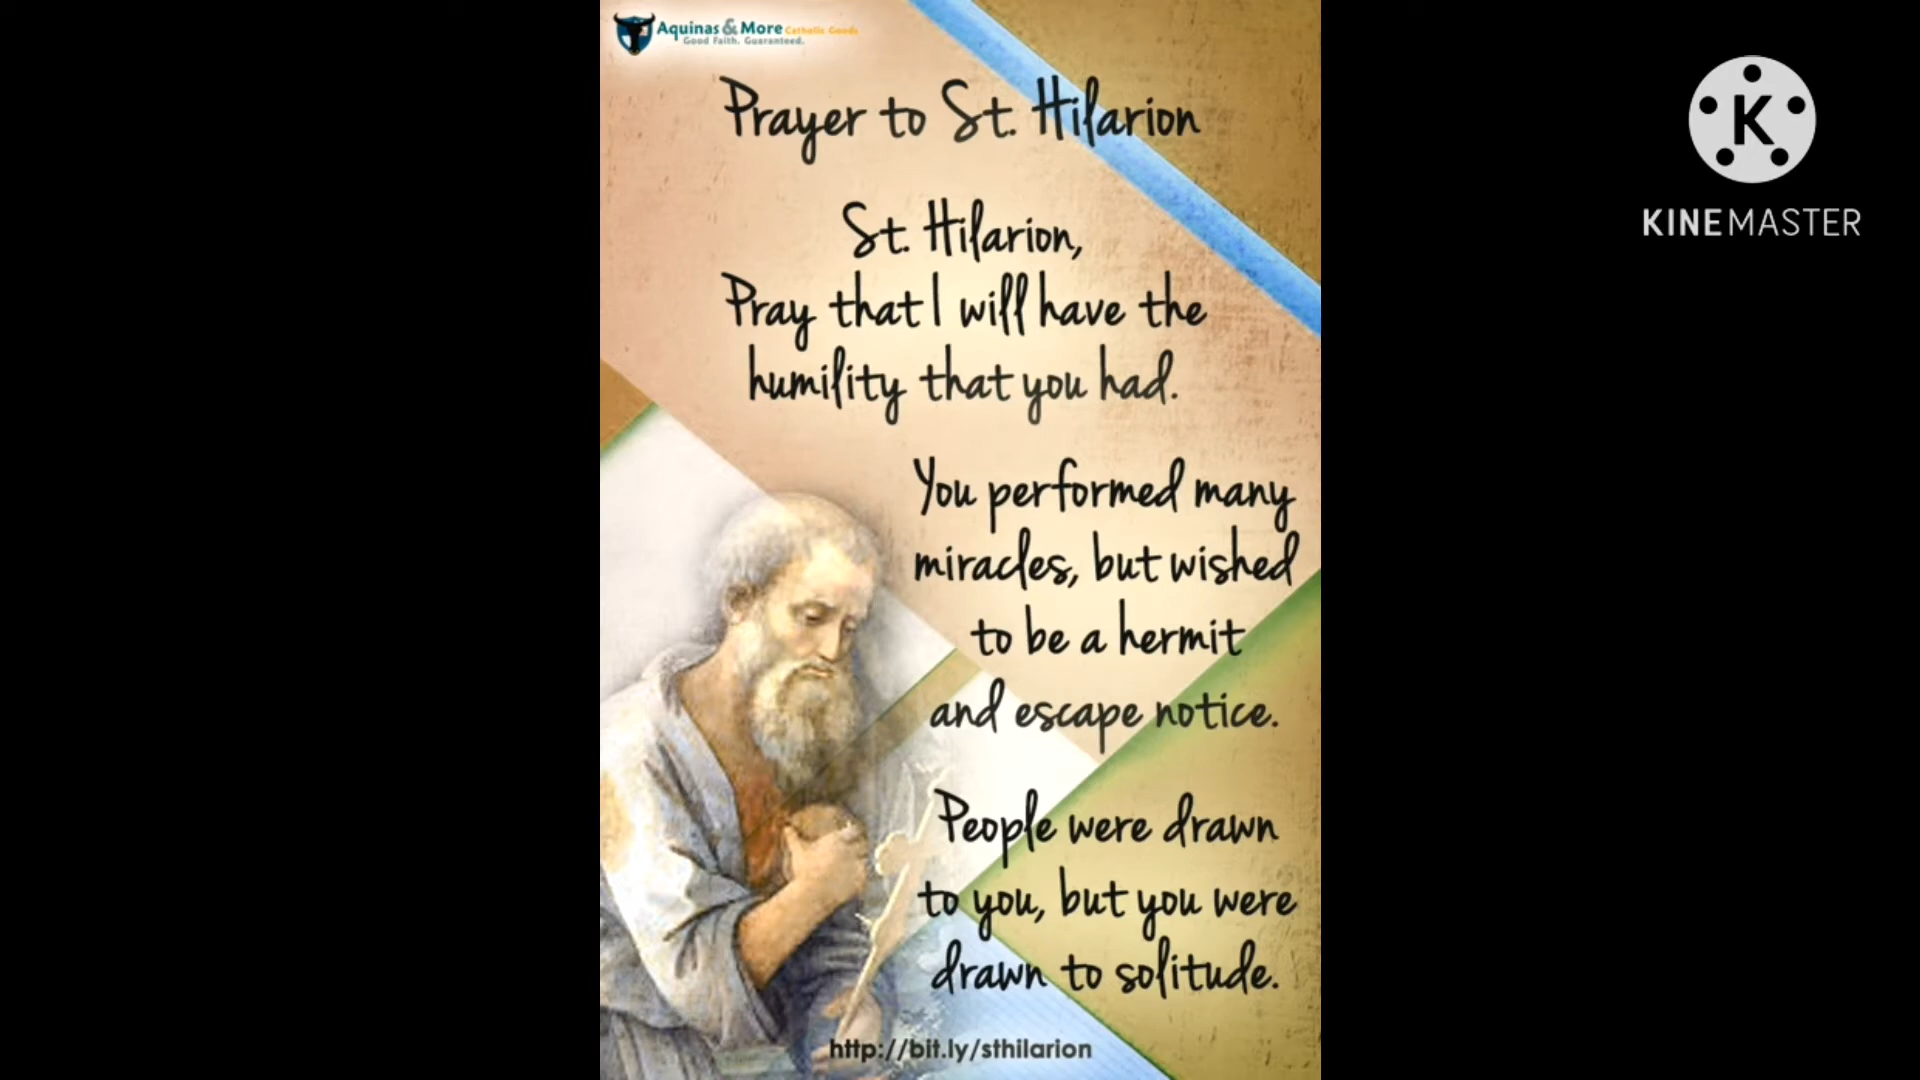 Aquinas & More Catholic Goods
Good Faith. Guaranteed.
Prayer to St. Hilarion
St. Hilarion,
Pray that I will have the
humility that you had.
You performed many
miracles, but wished
to be a hermit
and escape notice.
People were drawn
to you, but you were
drawn to solitude.
http://bit.ly/sthilarion
K
KINEMASTER